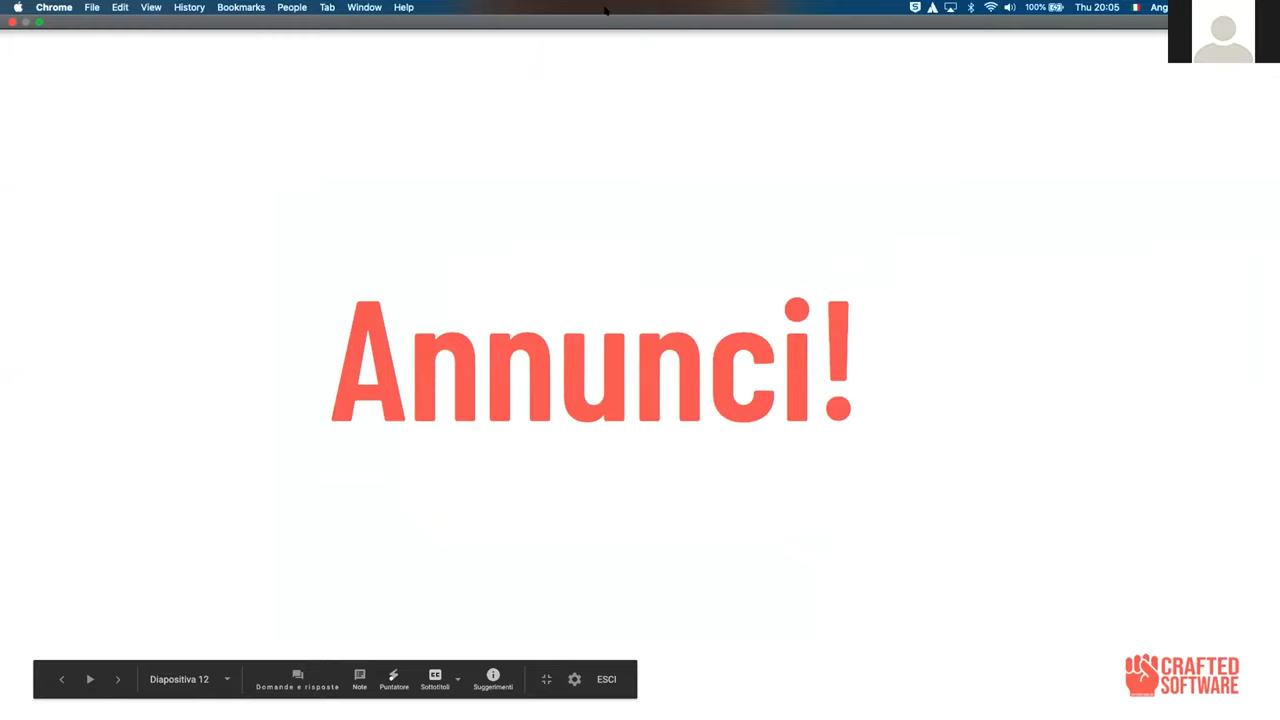 Chrome File Edit View History Bookmarks People Tab Window Help 100% Thu 20:05 Ang
Annunci!
Diapositiva 12 Domande e risposte Note Puntatore Sottotitoli Suggerimenti ESCI
CRAFTED
SOFTWARE